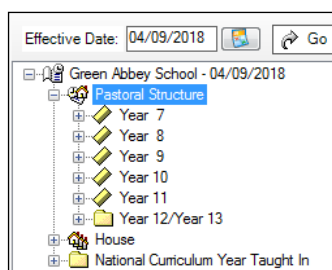 Effective Date: 04/09/2018 Go
Green Abbey School - 04/09/2018
Pastoral Structure
Year 7
Year 8
Year 9
Year 10
Year 11
Year 12/Year 13
House
National Curriculum Year Taught In